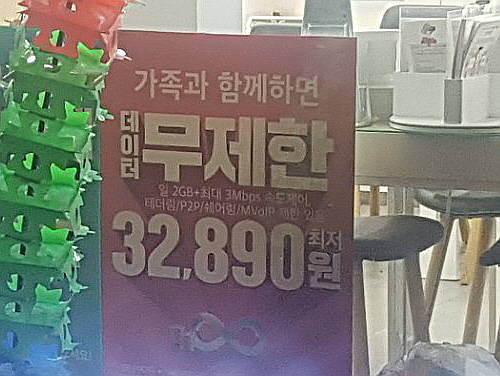 가족과 함께하면
데이터 무제한
일 2GB+최대 3Mbps 속도제어,
테더링/P2P/쉐어링/MVoIP 제한 있음
32,890원 최저